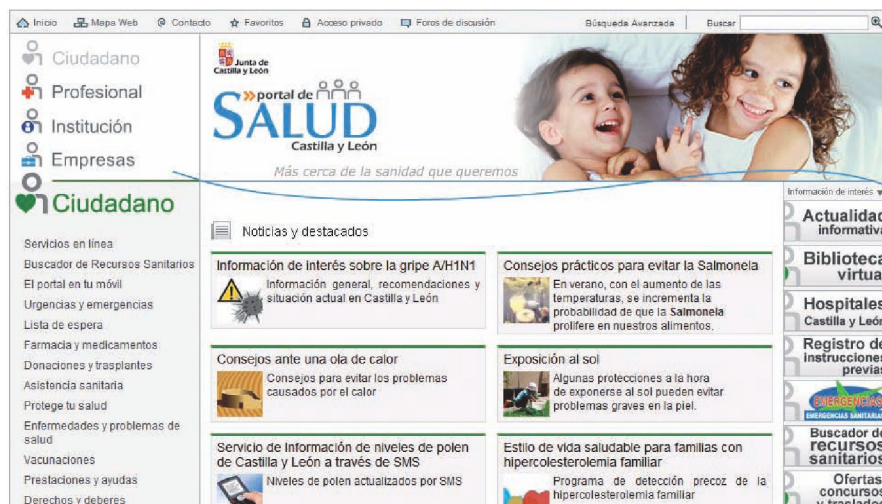 Inicio
Mapa Web
Contacto
Favoritos
Acceso privado
Foros de discusión
Búsqueda Avanzada
Buscar
Ciudadano
Profesional
Institución
Empresas
Junta de
Castilla y León
»portal de
SALUD
Castilla y León
Más cerca de la sanidad que queremos
Ciudadano
Servicios en línea
Buscador de Recursos Sanitarios
El portal en tu móvil
Urgencias y emergencias
Lista de espera
Farmacia y medicamentos
Donaciones y trasplantes
Asistencia sanitaria
Protege tu salud
Enfermedades y problemas de
salud
Vacunaciones
Prestaciones y ayudas
Derechos y deberes
Noticias y destacados
Información de interés sobre la gripe A/H1N1
Información general, recomendaciones y
situación actual en Castilla y León
Consejos prácticos para evitar la Salmonela
En verano, con el aumento de las
temperaturas, se incrementa la
probabilidad de que la Salmonela
prolifere en nuestros alimentos.
Consejos ante una ola de calor
Consejos para evitar los problemas
causados por el calor
Exposición al sol
Algunas protecciones a la hora
de exponerse al sol pueden evitar
problemas graves en la piel.
Servicio de Información de niveles de polen
de Castilla y León a través de SMS
Niveles de polen actualizados por SMS
Estilo de vida saludable para familias con
hipercolesterolemia familiar
Programa de detección precoz de la
hipercolesterolemia familiar
Información de interés
Actualidad
informativa
Biblioteca
virtual
Hospitales
Castilla y León
Registro de
instrucciones
previas
EMERGENCIAS
EMERGENCIAS SANITARIAS
Buscador de
recursos
sanitarios
Ofertas
concursos
y traslados